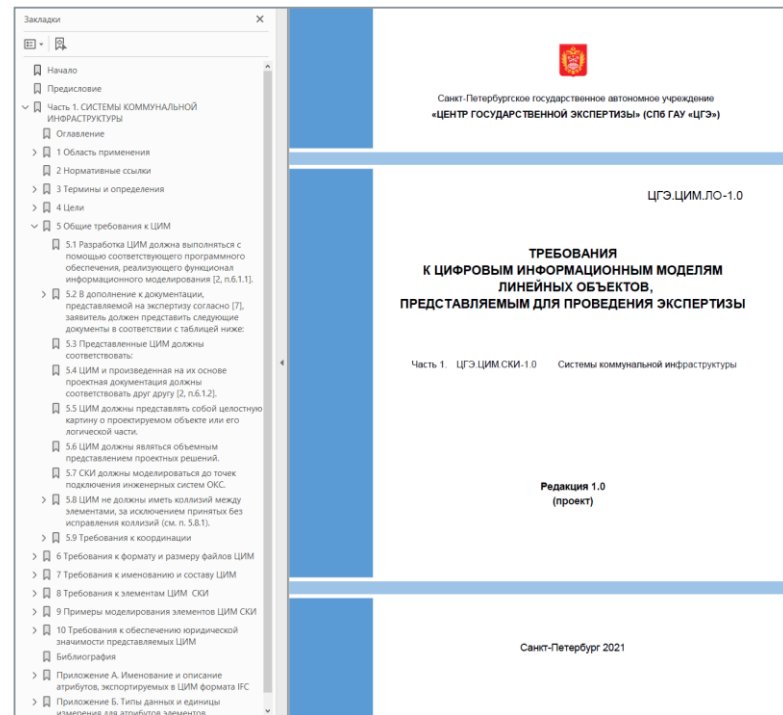 Закладки
Начало
Предисловие
Часть 1. СИСТЕМЫ КОММУНАЛЬНОЙ
ИНФРАСТРУКТУРЫ
Оглавление
1 Область применения
2 Нормативные ссылки
3 Термины и определения
4 Цели
5 Общие требования к ЦИМ
5.1 Разработка ЦИМ должна выполняться с
помощью соответствующего программного
обеспечения, реализующего функционал
информационного моделирования [2, п.6.1.1].
5.2 В дополнение к документации,
представляемой на экспертизу согласно [7],
заявитель должен представить следующие
документы в соответствии с таблицей ниже:
5.3 Представленные ЦИМ должны
соответствовать:
5.4 ЦИМ и произведенная на их основе
проектная документация должны
соответствовать друг другу [2, п.6.1.2].
5.5 ЦИМ должны представлять собой целостную
картину о проектируемом объекте или его
логической части.
5.6 ЦИМ должны являться объемным
представлением проектных решений.
5.7 СКИ должны моделироваться до точек
подключения инженерных систем ОКС.
5.8 ЦИМ не должны иметь коллизий между
элементами, за исключением принятых без
исправления коллизий (см. п. 5.8.1).
5.9 Требования к координации
6 Требования к формату и размеру файлов ЦИМ
7 Требования к именованию и составу ЦИМ
8 Требования к элементам ЦИМ СКИ
9 Примеры моделирования элементов ЦИМ СКИ
10 Требования к обеспечению юридической
значимости представляемых ЦИМ
Библиография
Приложение А. Именование и описание
атрибутов, экспортируемых в ЦИМ формата IFC
Приложение Б. Типы данных и единицы
измерения для атрибутов элементов
Санкт-Петербургское государственное автономное учреждение
«ЦЕНТР ГОСУДАРСТВЕННОЙ ЭКСПЕРТИЗЫ» (СПб ГАУ «ЦГЭ»)
ЦГЭ.ЦИМ.ЛО-1.0
ТРЕБОВАНИЯ
К ЦИФРОВЫМ ИНФОРМАЦИОННЫМ МОДЕЛЯМ
ЛИНЕЙНЫХ ОБЪЕКТОВ,
ПРЕДСТАВЛЯЕМЫМ ДЛЯ ПРОВЕДЕНИЯ ЭКСПЕРТИЗЫ
Часть 1. ЦГЭ.ЦИМ.СКИ-1.0 Системы коммунальной инфраструктуры
Редакция 1.0
(проект)
Санкт-Петербург 2021